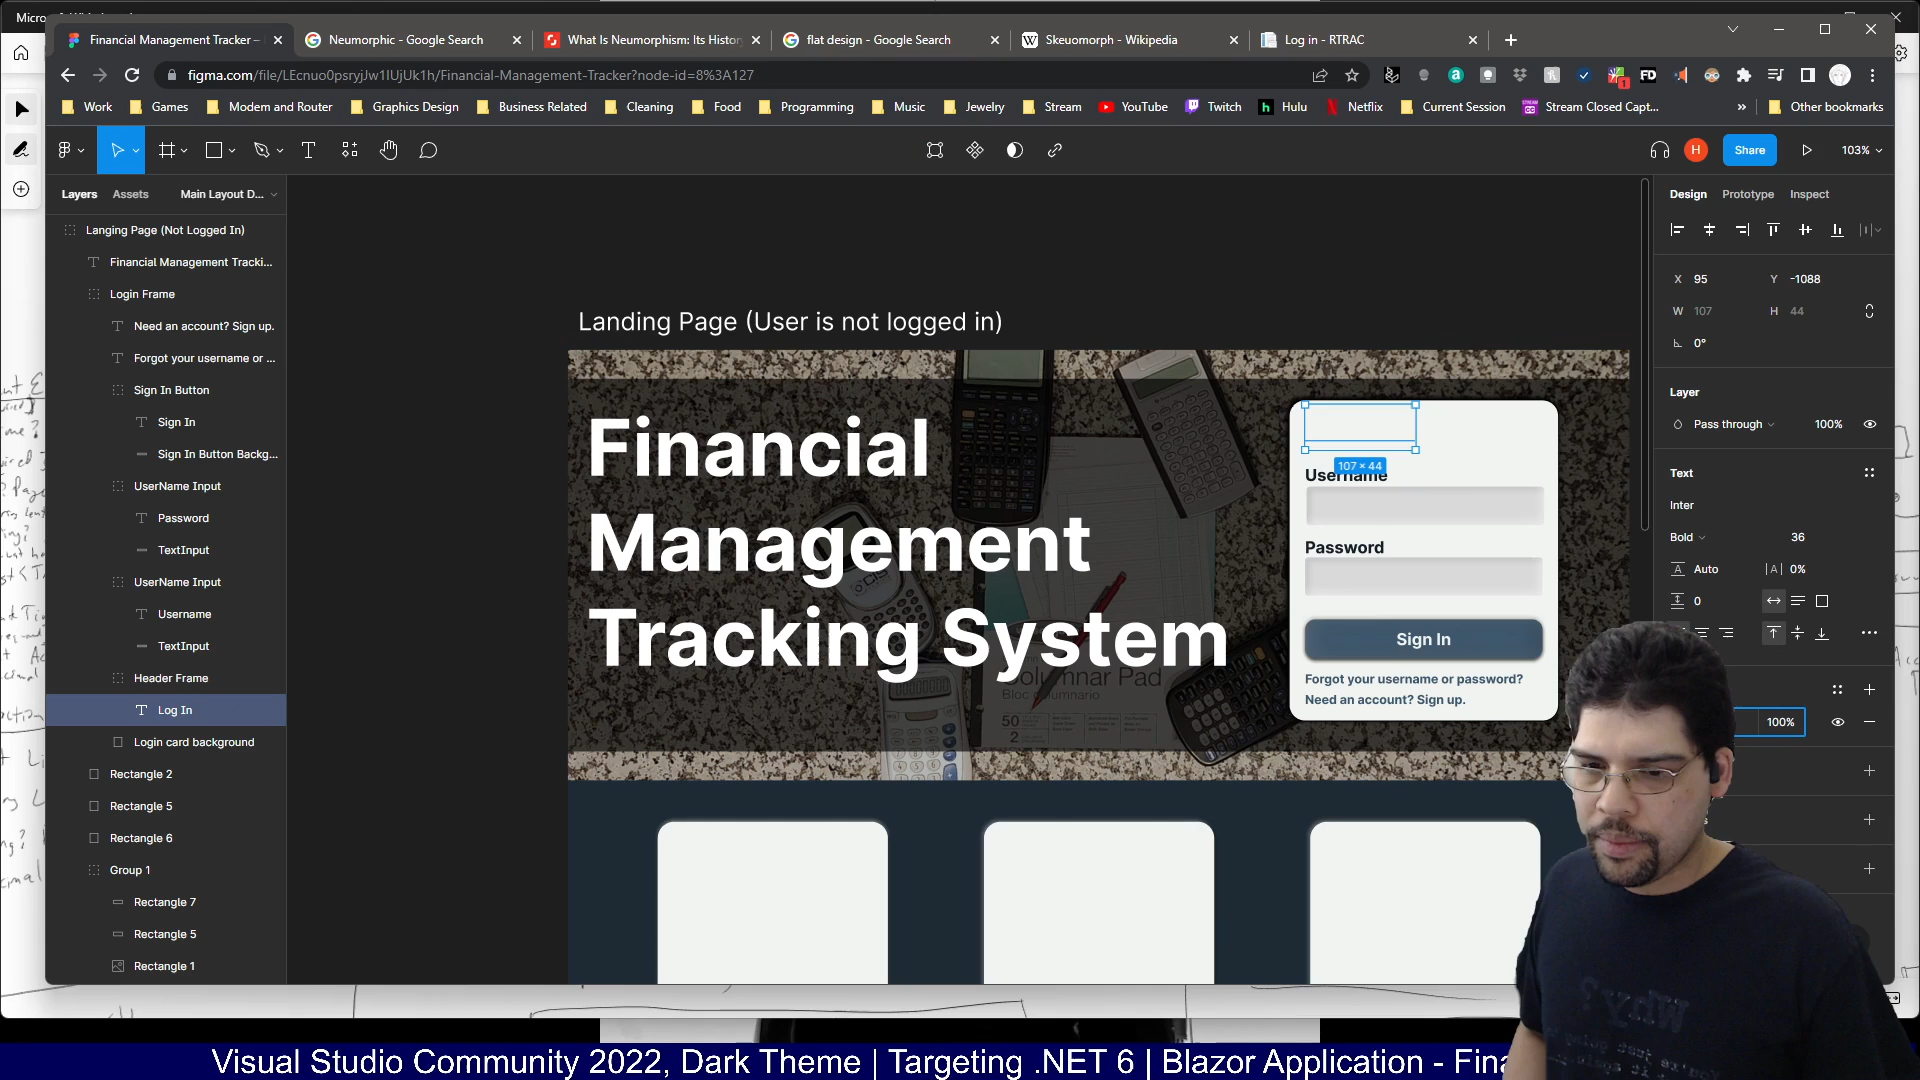 Micro
Financial Management Tracker –
Neumorphic - Google Search
What Is Neumorphism: Its Histor
flat design - Google Search
Skeuomorph - Wikipedia
Log in - RTRAC
figma.com/file/LEcnuo0psryjJw1IUjUk1h/Financial-Management-Tracker?node-id=8%3A127
Work
Games
Modem and Router
Graphics Design
Business Related
Cleaning
Food
Programming
Music
Jewelry
Stream
YouTube
Twitch
Hulu
Netflix
Current Session
Stream Closed Capt...
»
Other bookmarks
H
Share
103%
Layers
Assets
Main Layout D...
Design
Prototype
Inspect
Langing Page (Not Logged In)
Financial Management Tracki...
Login Frame
Need an account? Sign up.
Forgot your username or ...
Sign In Button
Sign In
Sign In Button Backg...
UserName Input
Password
TextInput
UserName Input
Username
TextInput
Header Frame
Log In
Login card background
Rectangle 2
Rectangle 5
Rectangle 6
Group 1
Rectangle 7
Rectangle 5
Rectangle 1
Landing Page (User is not logged in)
Financial
Management
Tracking System
107 × 44
Username
Password
Sign In
Forgot your username or password?
Need an account? Sign up.
Columnar Pad
Bloc columnario
50
2
X 95
Y -1088
W 107
H 44
0°
Layer
Pass through
100%
Text
Inter
Bold
36
Auto
0%
0
100%
Visual Studio Community 2022, Dark Theme | Targeting .NET 6 | Blazor Application - Fina